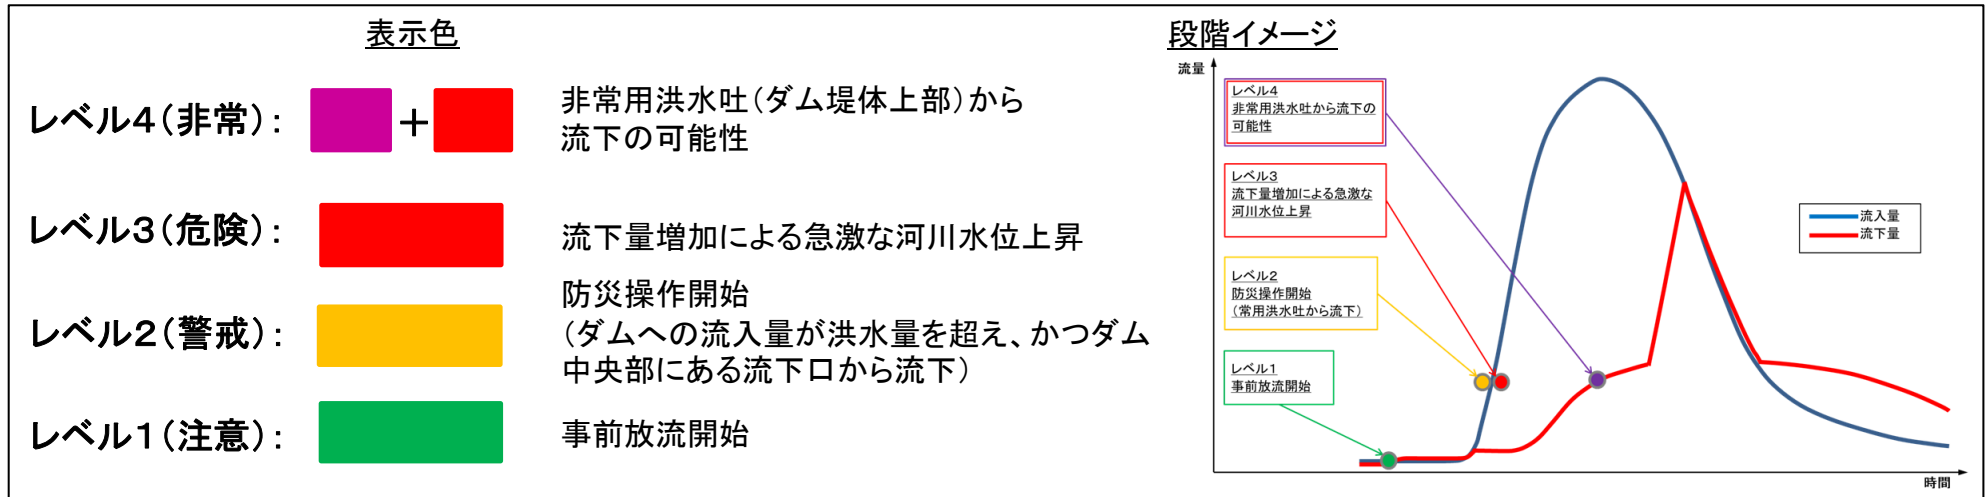 表示色
レベル4(非常):
+
非常用洪水吐(ダム堤体上部)から
流下の可能性
レベル3(危険):
流下量増加による急激な河川水位上昇
レベル2(警戒):
防災操作開始
(ダムへの流入量が洪水量を超え、かつダム
中央部にある流下口から流下)
レベル1(注意):
事前放流開始
段階イメージ
流量
レベル4
非常用洪水吐から流下の
可能性
レベル3
流下量増加による急激な
河川水位上昇
レベル2
防災操作開始
(常用洪水吐から流下)
レベル1
事前放流開始
流入量
流下量
時間